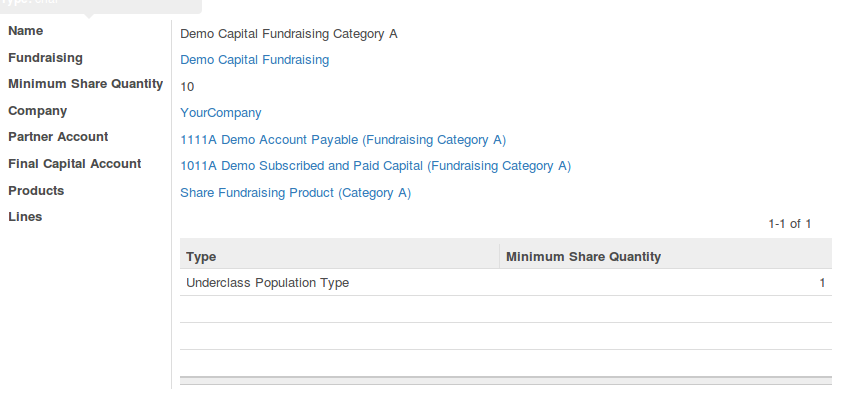 Name Demo Capital Fundraising Category A
Fundraising Demo Capital Fundraising
Minimum Share Quantity 10
Company YourCompany
Partner Account 1111A Demo Account Payable (Fundraising Category A)
Final Capital Account 1011A Demo Subscribed and Paid Capital (Fundraising Category A)
Products Share Fundraising Product (Category A)
Lines
1-1 of 1
Type Minimum Share Quantity
Underclass Population Type 1